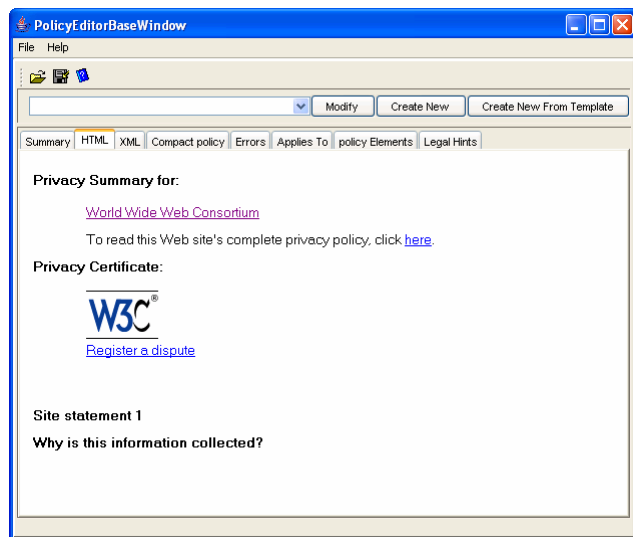 PolicyEditorBaseWindow
File Help
Modify Create New Create New From Template
Summary HTML XML Compact policy Errors Applies To policy Elements Legal Hints
Privacy Summary for:
World Wide Web Consortium
To read this Web site's complete privacy policy, click here.
Privacy Certificate:
W3C®
Register a dispute
Site statement 1
Why is this information collected?